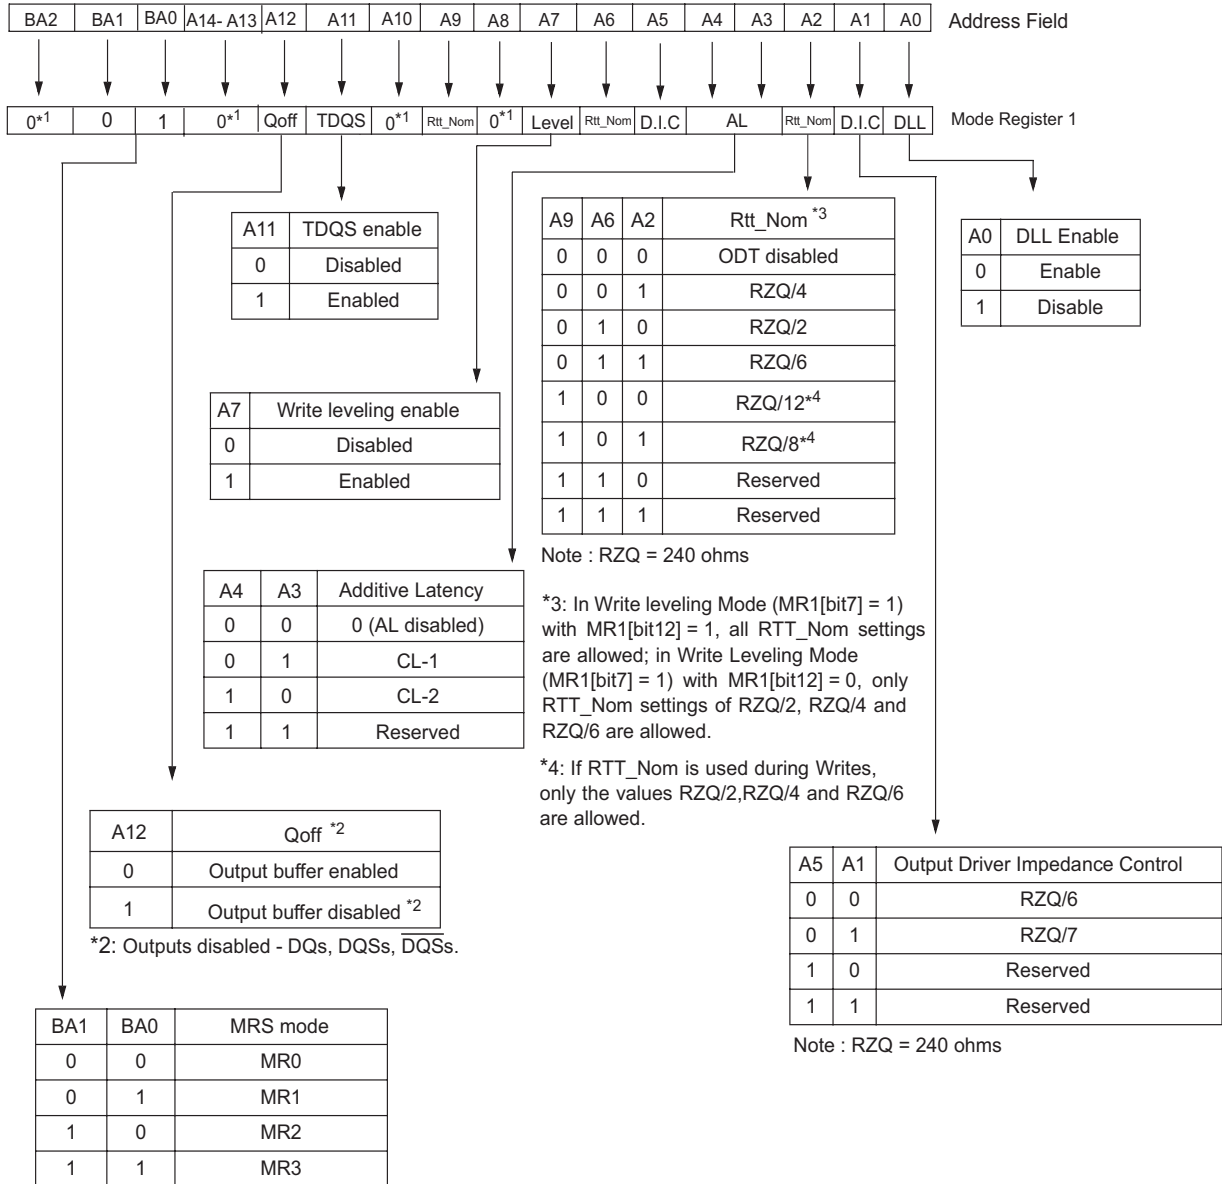 BA2 BA1 BA0 A14- A13 A12 A11 A10 A9 A8 A7 A6 A5 A4 A3 A2 A1 A0 Address Field
0*1 0 1 0*1 Qoff TDQS 0*1 Rtt_Nom 0*1 Level Rtt_Nom D.I.C AL Rtt_Nom D.I.C DLL Mode Register 1
A11 TDQS enable
0 Disabled
1 Enabled
A9 A6 A2 Rtt_Nom *3
0 0 0 ODT disabled
0 0 1 RZQ/4
0 1 0 RZQ/2
0 1 1 RZQ/6
1 0 0 RZQ/12*4
1 0 1 RZQ/8*4
1 1 0 Reserved
1 1 1 Reserved
Note : RZQ = 240 ohms
A0 DLL Enable
0 Enable
1 Disable
A7 Write leveling enable
0 Disabled
1 Enabled
A4 A3 Additive Latency
0 0 0 (AL disabled)
0 1 CL-1
1 0 CL-2
1 1 Reserved
*3: In Write leveling Mode (MR1[bit7] = 1)
with MR1[bit12] = 1, all RTT_Nom settings
are allowed; in Write Leveling Mode
(MR1[bit7] = 1) with MR1[bit12] = 0, only
RTT_Nom settings of RZQ/2, RZQ/4 and
RZQ/6 are allowed.
*4: If RTT_Nom is used during Writes,
only the values RZQ/2,RZQ/4 and RZQ/6
are allowed.
A12 Qoff *2
0 Output buffer enabled
1 Output buffer disabled *2
*2: Outputs disabled - DQs, DQSs, D̅Q̅S̅s.
A5 A1 Output Driver Impedance Control
0 0 RZQ/6
0 1 RZQ/7
1 0 Reserved
1 1 Reserved
Note : RZQ = 240 ohms
BA1 BA0 MRS mode
0 0 MR0
0 1 MR1
1 0 MR2
1 1 MR3